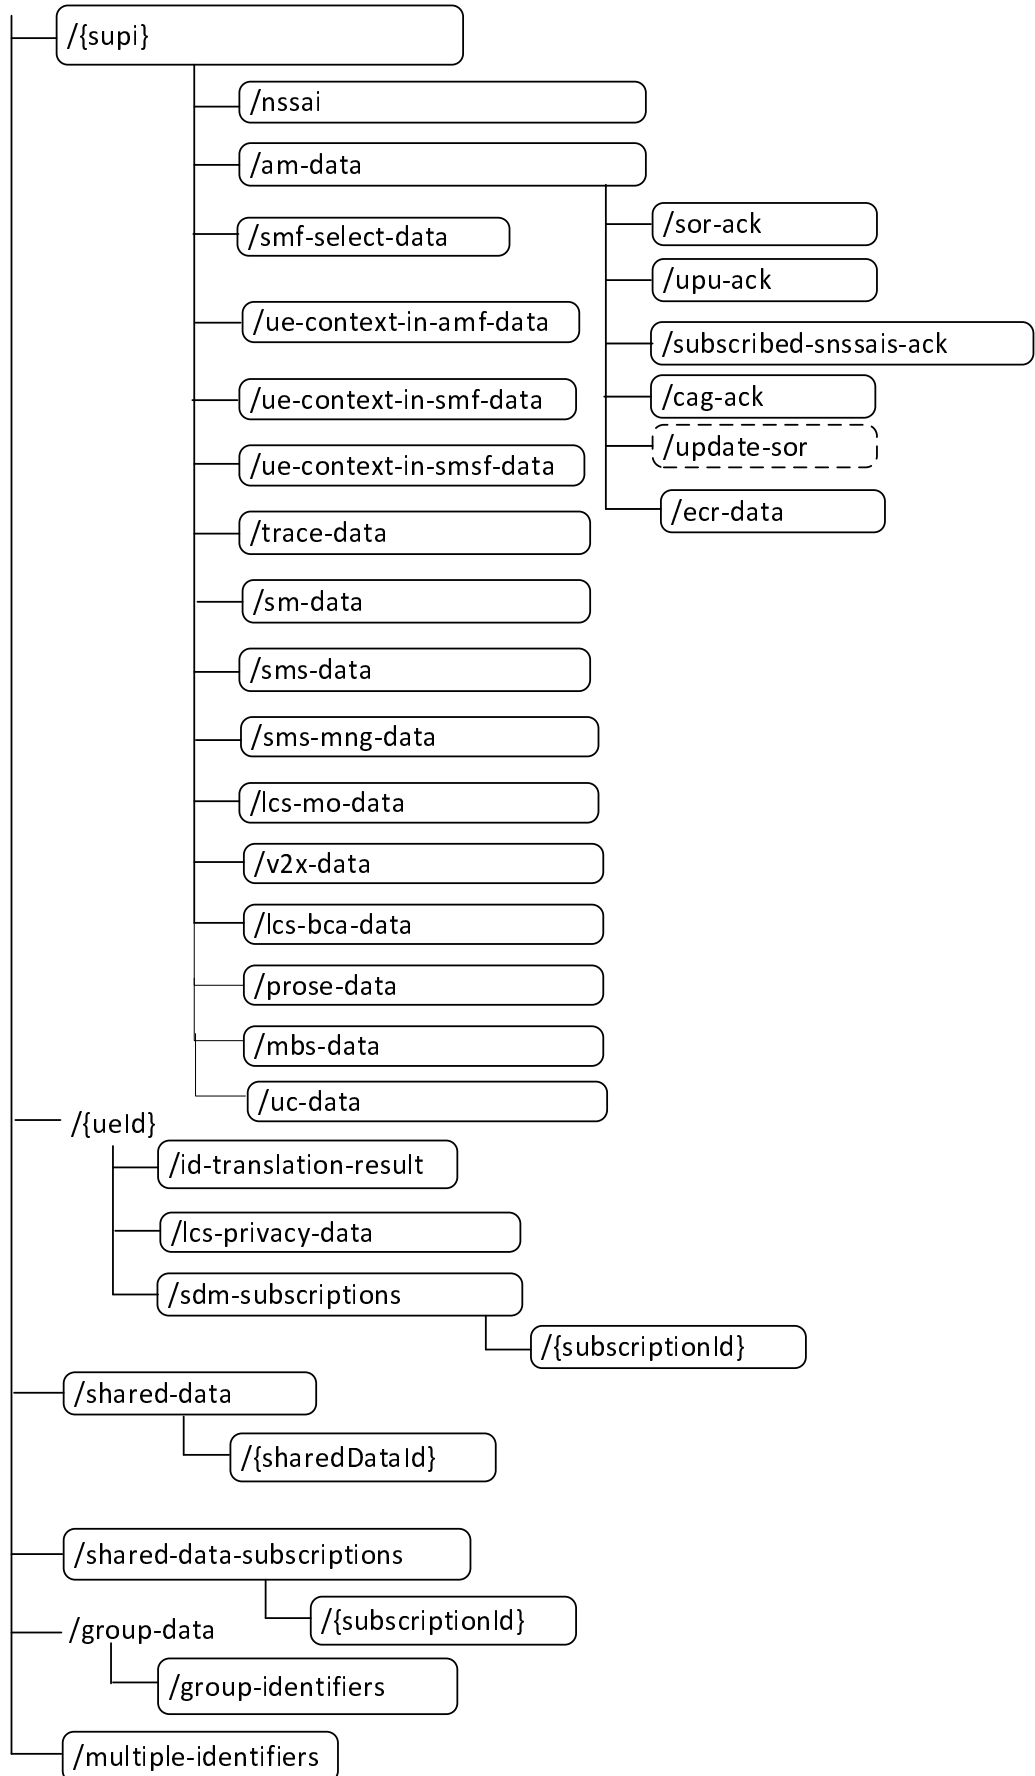 /{supi}
/nssai
/am-data
/sor-ack
/smf-select-data
/upu-ack
/ue-context-in-amf-data
/subscribed-snssais-ack
/ue-context-in-smf-data
/cag-ack
/update-sor
/ue-context-in-smsf-data
/ecr-data
/trace-data
/sm-data
/sms-data
/sms-mng-data
/lcs-mo-data
/v2x-data
/lcs-bca-data
/prose-data
/mbs-data
/uc-data
/{ueId}
/id-translation-result
/lcs-privacy-data
/sdm-subscriptions
/{subscriptionId}
/shared-data
/{sharedDataId}
/shared-data-subscriptions
/{subscriptionId}
/group-data
/group-identifiers
/multiple-identifiers